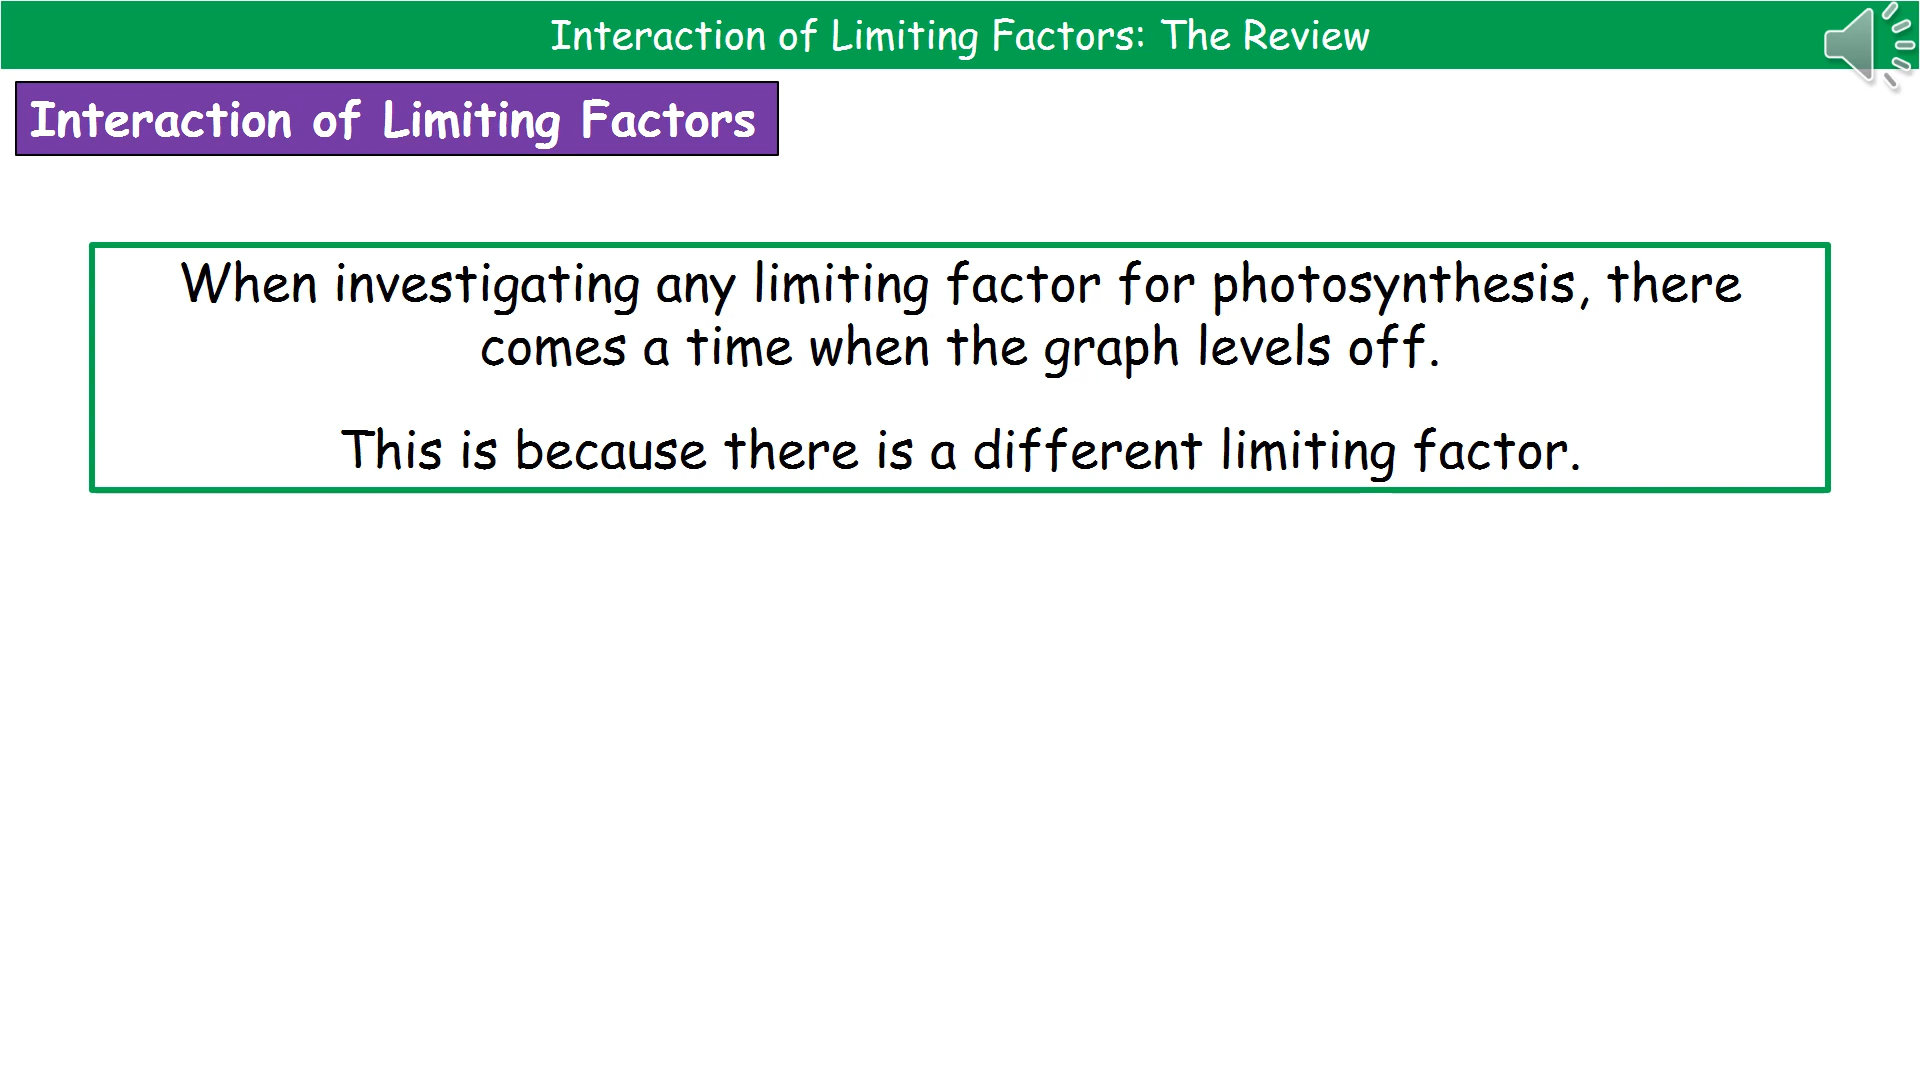 Interaction of Limiting Factors: The Review
Interaction of Limiting Factors
When investigating any limiting factor for photosynthesis, there
comes a time when the graph levels off.
This is because there is a different limiting factor.